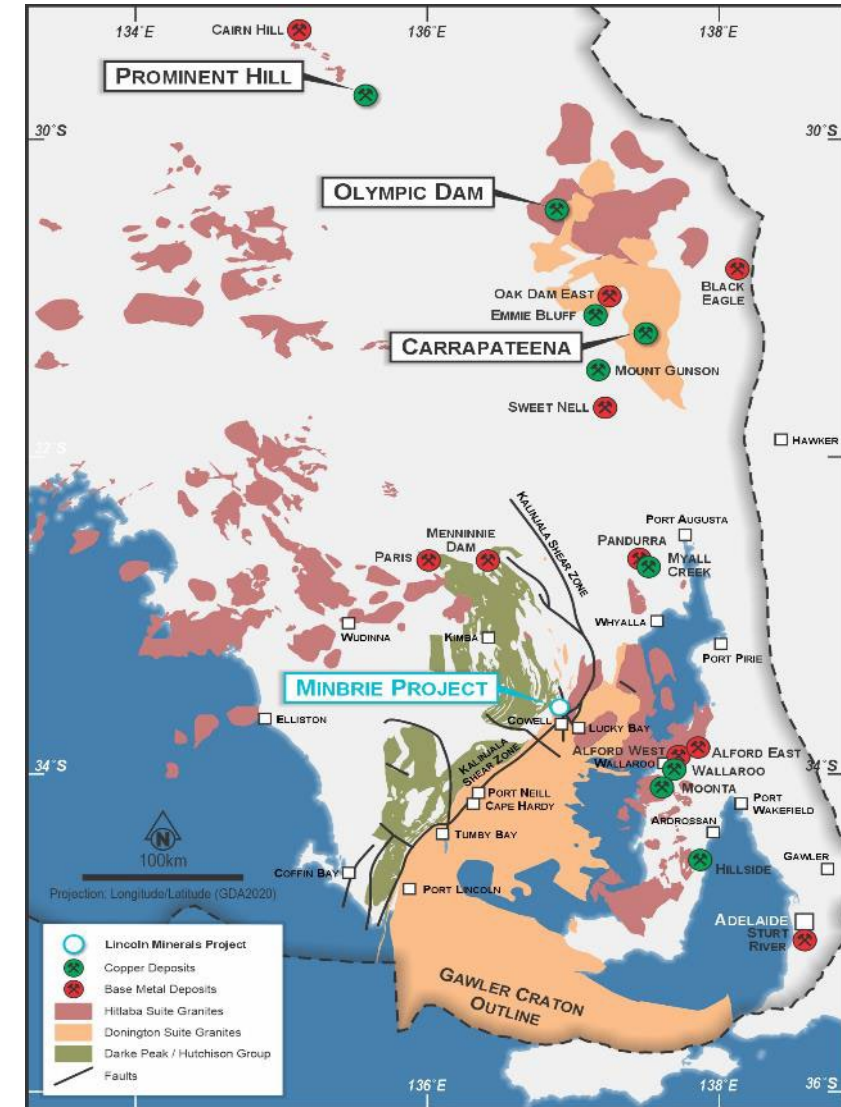 134°E
136°E
138°E
CAIRN HILL
PROMINENT HILL
30°S
30°S
OLYMPIC DAM
BLACK
EAGLE
OAK DAM EAST
EMMIE BLUFF
CARRAPATEENA
MOUNT GUNSON
SWEET NELL
32°S
HAWKER
KALINJALA SHEAR ZONE
PORT AUGUSTA
MENNINNIE
DAM
PARIS
PANDURRA
MYALL
CREEK
WUDINNA
KIMBA
WHYALLA
PORT PIRIE
MINBRIE PROJECT
ELLISTON
COWELL
LUCKY BAY
ALFORD WEST
ALFORD EAST
WALLAROO
WALLAROO
34°S
34°S
KALINJALA
SHEAR ZONE
MOONTA
PORT NEILL
CAPE HARDY
PORT
WAKEFIELD
ARDROSSAN
TUMBY BAY
N
100km
HILLSIDE
GAWLER
COFFIN BAY
Projection: Longitude/Latitude (GDA2020)
PORT LINCOLN
ADELAIDE
STURT
RIVER
GAWLER CRATON
OUTLINE
Lincoln Minerals Project
Copper Deposits
Base Metal Deposits
Hiltaba Suite Granites
Donington Suite Granites
Darke Peak / Hutchison Group
Faults
136°E
138°E
36°S